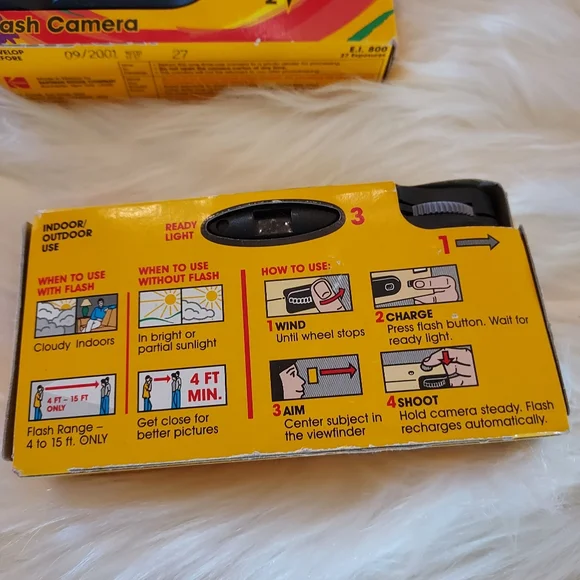 ash Camera
09/2001
27
E.I. 800
27 Exposures
Kodak
INDOOR/
OUTDOOR
USE
READY
LIGHT
3
1
WHEN TO USE
WITH FLASH
Cloudy Indoors
4 FT – 15 FT
ONLY
Flash Range –
4 to 15 ft. ONLY
WHEN TO USE
WITHOUT FLASH
In bright or
partial sunlight
4 FT
MIN.
Get close for
better pictures
HOW TO USE:
1 WIND
Until wheel stops
2 CHARGE
Press flash button. Wait for
ready light.
3 AIM
Center subject in
the viewfinder
4 SHOOT
Hold camera steady. Flash
recharges automatically.